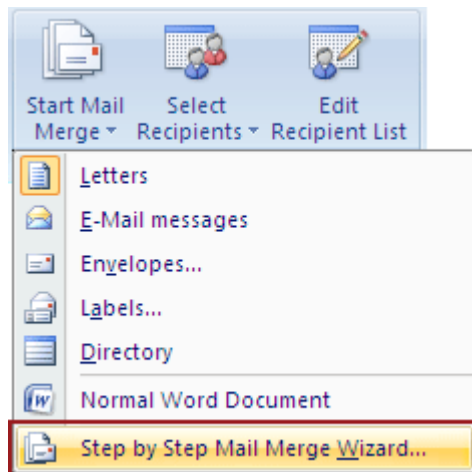 Start Mail Select Edit
Merge Recipients Recipient List
Letters
E-Mail messages
Envelopes...
Labels...
Directory
Normal Word Document
Step by Step Mail Merge Wizard...